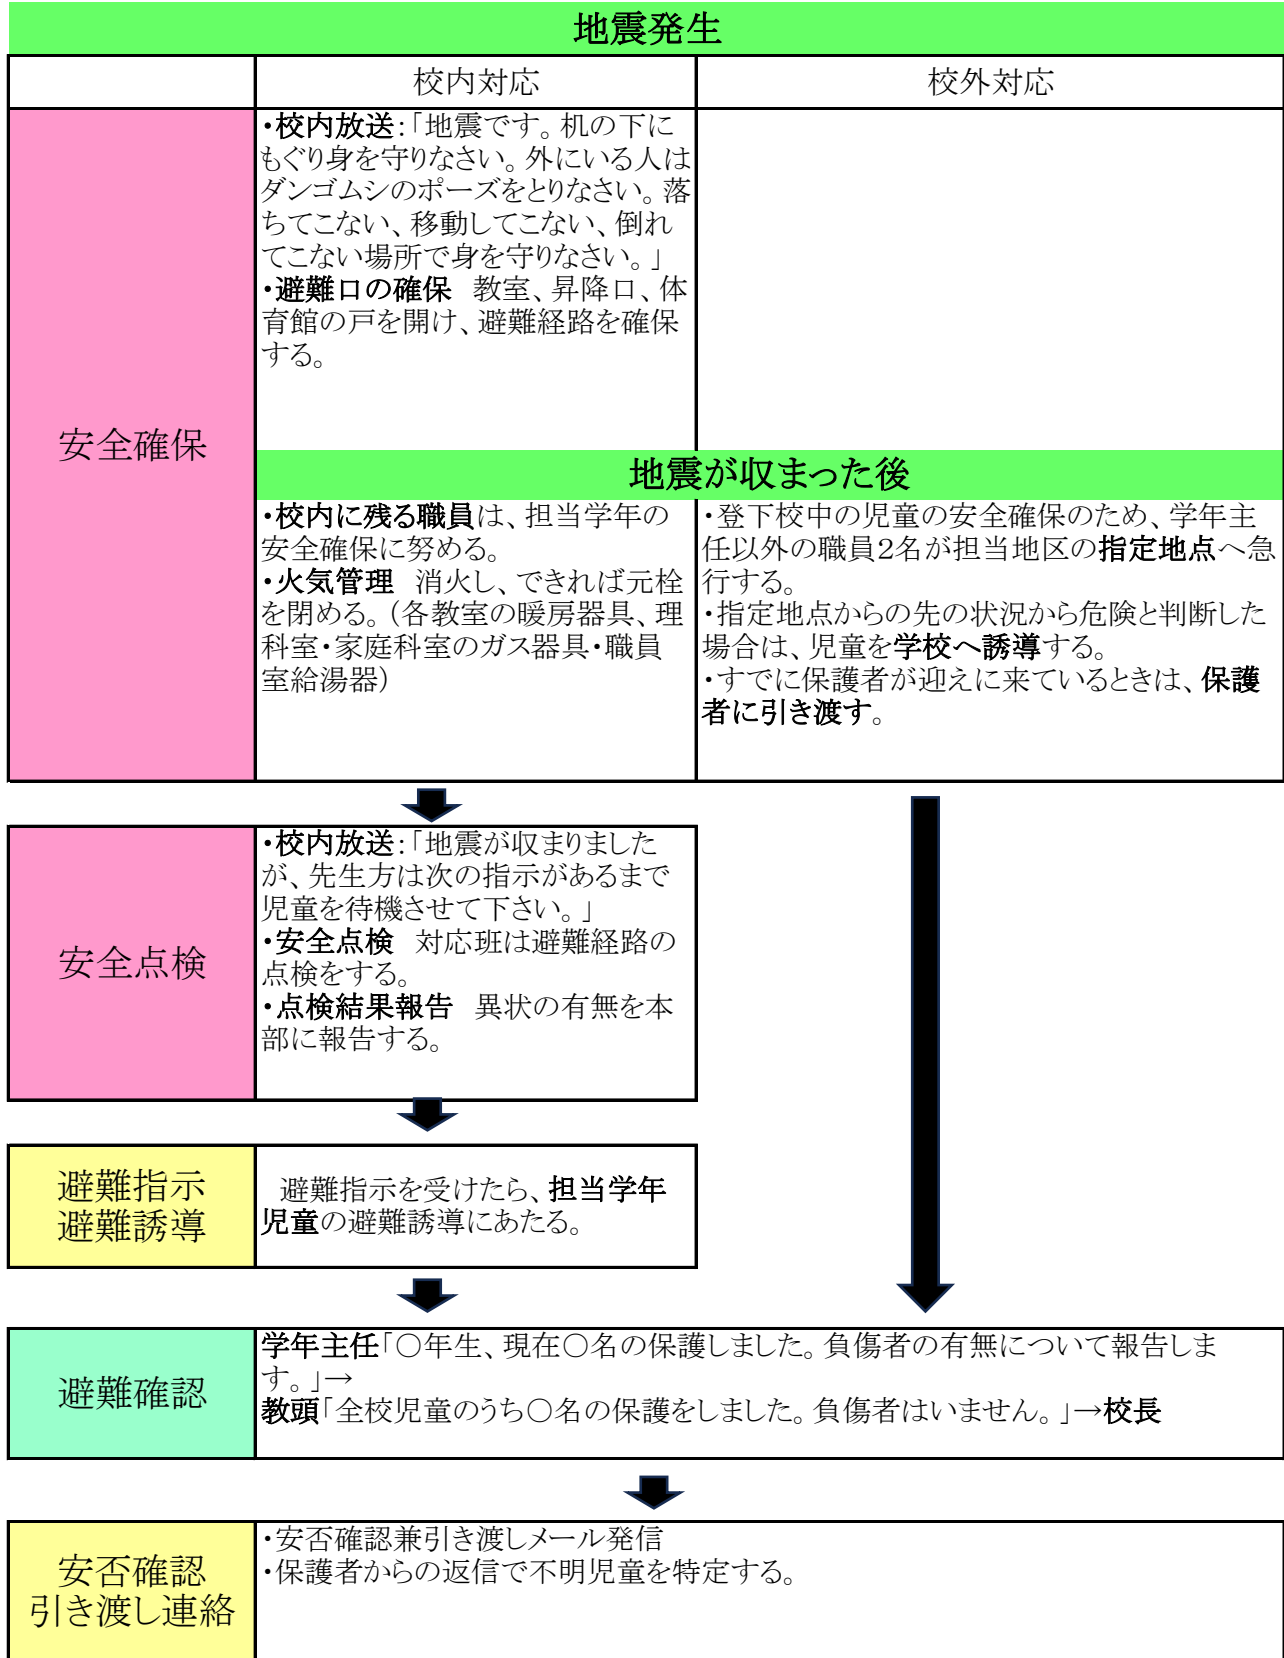 地震発生
校内対応
校外対応
安全確保
・校内放送：「地震です。机の下に
もぐり身を守りなさい。外にいる人は
ダンゴムシのポーズをとりなさい。落
ちてこない、移動してこない、倒れ
てこない場所で身を守りなさい。」
・避難口の確保　教室、昇降口、体
育館の戸を開け、避難経路を確保
する。
地震が収まった後
・校内に残る職員は、担当学年の
安全確保に努める。
・火気管理　消火し、できれば元栓
を閉める。（各教室の暖房器具、理
科室・家庭科室のガス器具・職員
室給湯器）
・登下校中の児童の安全確保のため、学年主
任以外の職員２名が担当地区の指定地点へ急
行する。
・指定地点からの先の状況から危険と判断した
場合は、児童を学校へ誘導する。
・すでに保護者が迎えに来ているときは、保護
者に引き渡す。
安全点検
・校内放送：「地震が収まりました
が、先生方は次の指示があるまで
児童を待機させて下さい。」
・安全点検　対応班は避難経路の
点検をする。
・点検結果報告　異状の有無を本
部に報告する。
避難指示
避難誘導
避難指示を受けたら、担当学年
児童の避難誘導にあたる。
避難確認
学年主任「○年生、現在○名の保護しました。負傷者の有無について報告しま
す。」→
教頭「全校児童のうち○名の保護をしました。負傷者はいません。」→校長
安否確認
引き渡し連絡
・安否確認兼引き渡しメール発信
・保護者からの返信で不明児童を特定する。